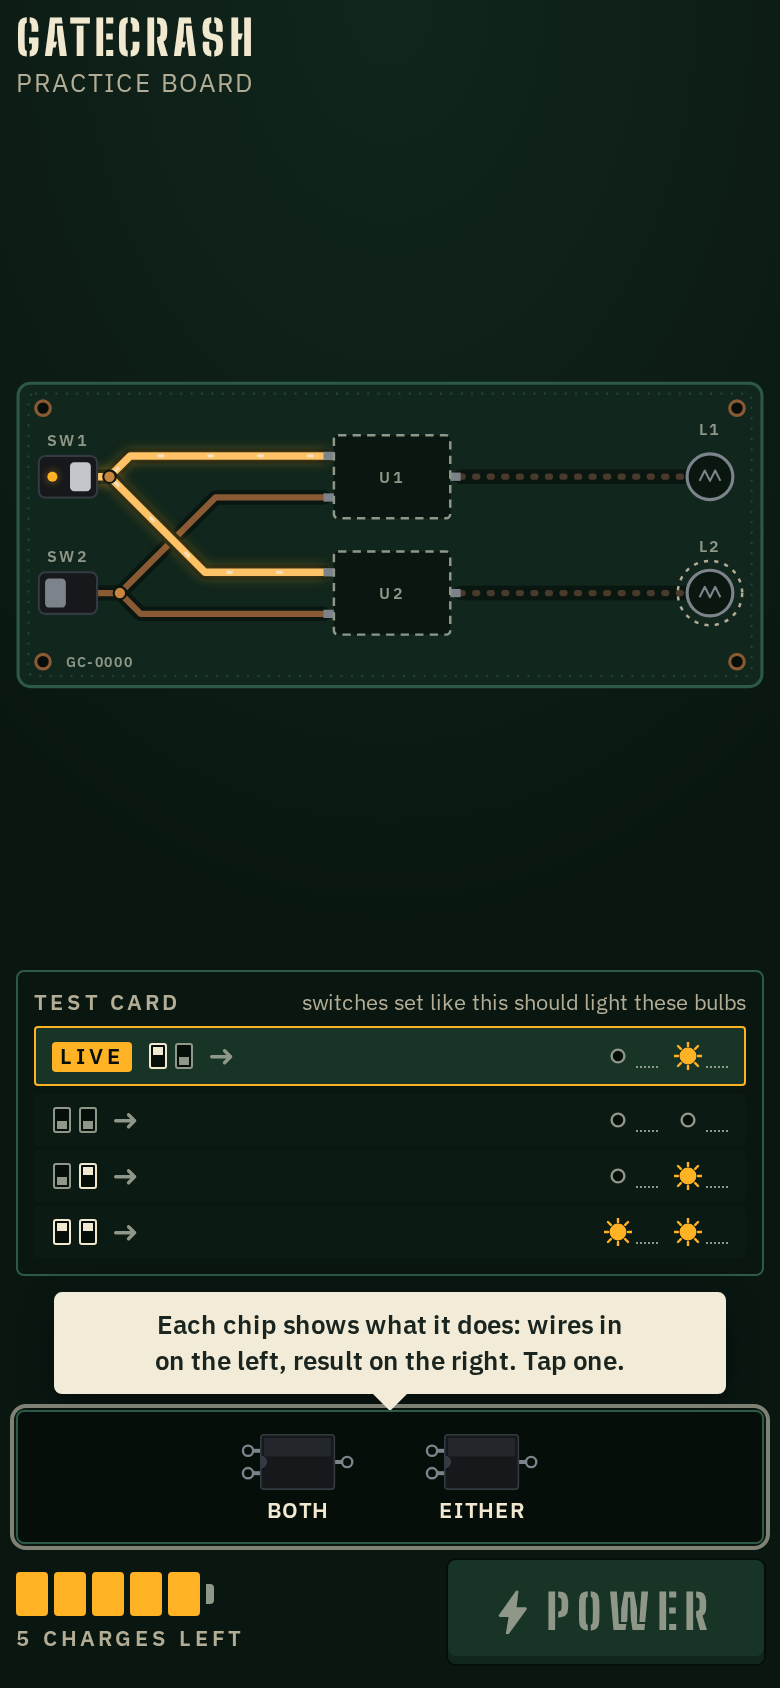 GATECRASH
PRACTICE BOARD
SW1
L1
U1
SW2
L2
U2
GC-0000
TEST CARD
switches set like this should light these bulbs
LIVE
Each chip shows what it does: wires in
on the left, result on the right. Tap one.
BOTH
EITHER
POWER
5 CHARGES LEFT